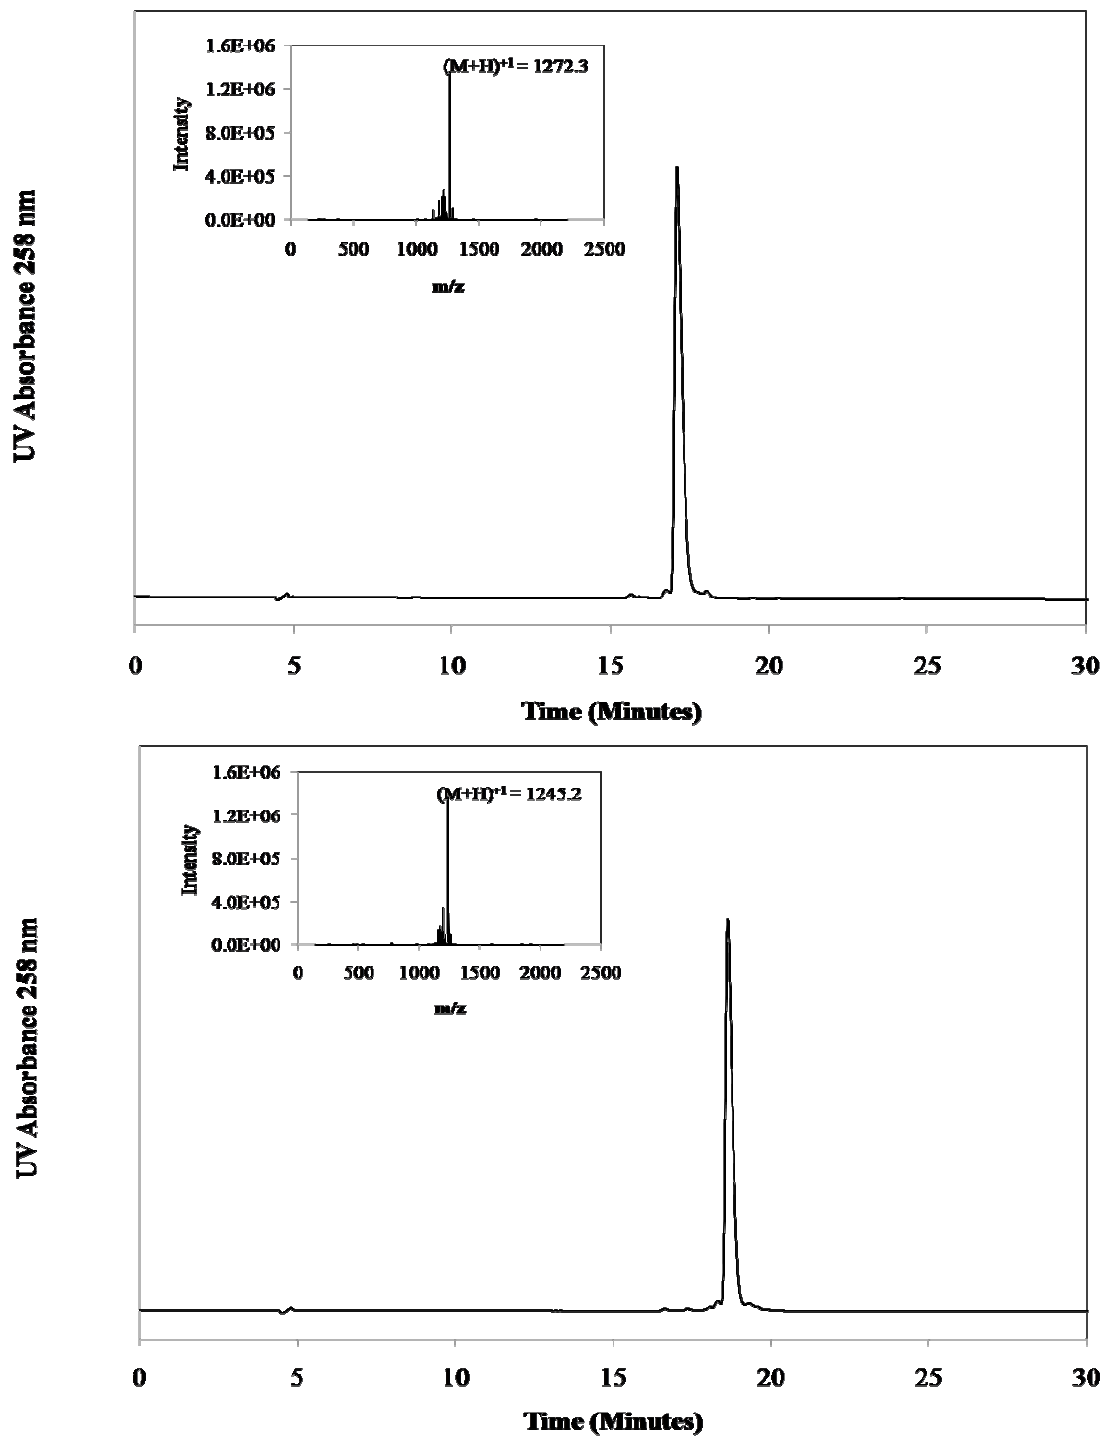 1.6E+06
(M+H)+1 = 1272.3
1.2E+06
Intensity
8.0E+05
4.0E+05
0.0E+00
0 500 1000 1500 2000 2500
m/z
UV Absorbance 258 nm
0 5 10 15 20 25 30
Time (Minutes)
1.6E+06
(M+H)+1 = 1245.2
1.2E+06
Intensity
8.0E+05
4.0E+05
0.0E+00
0 500 1000 1500 2000 2500
m/z
UV Absorbance 258 nm
0 5 10 15 20 25 30
Time (Minutes)